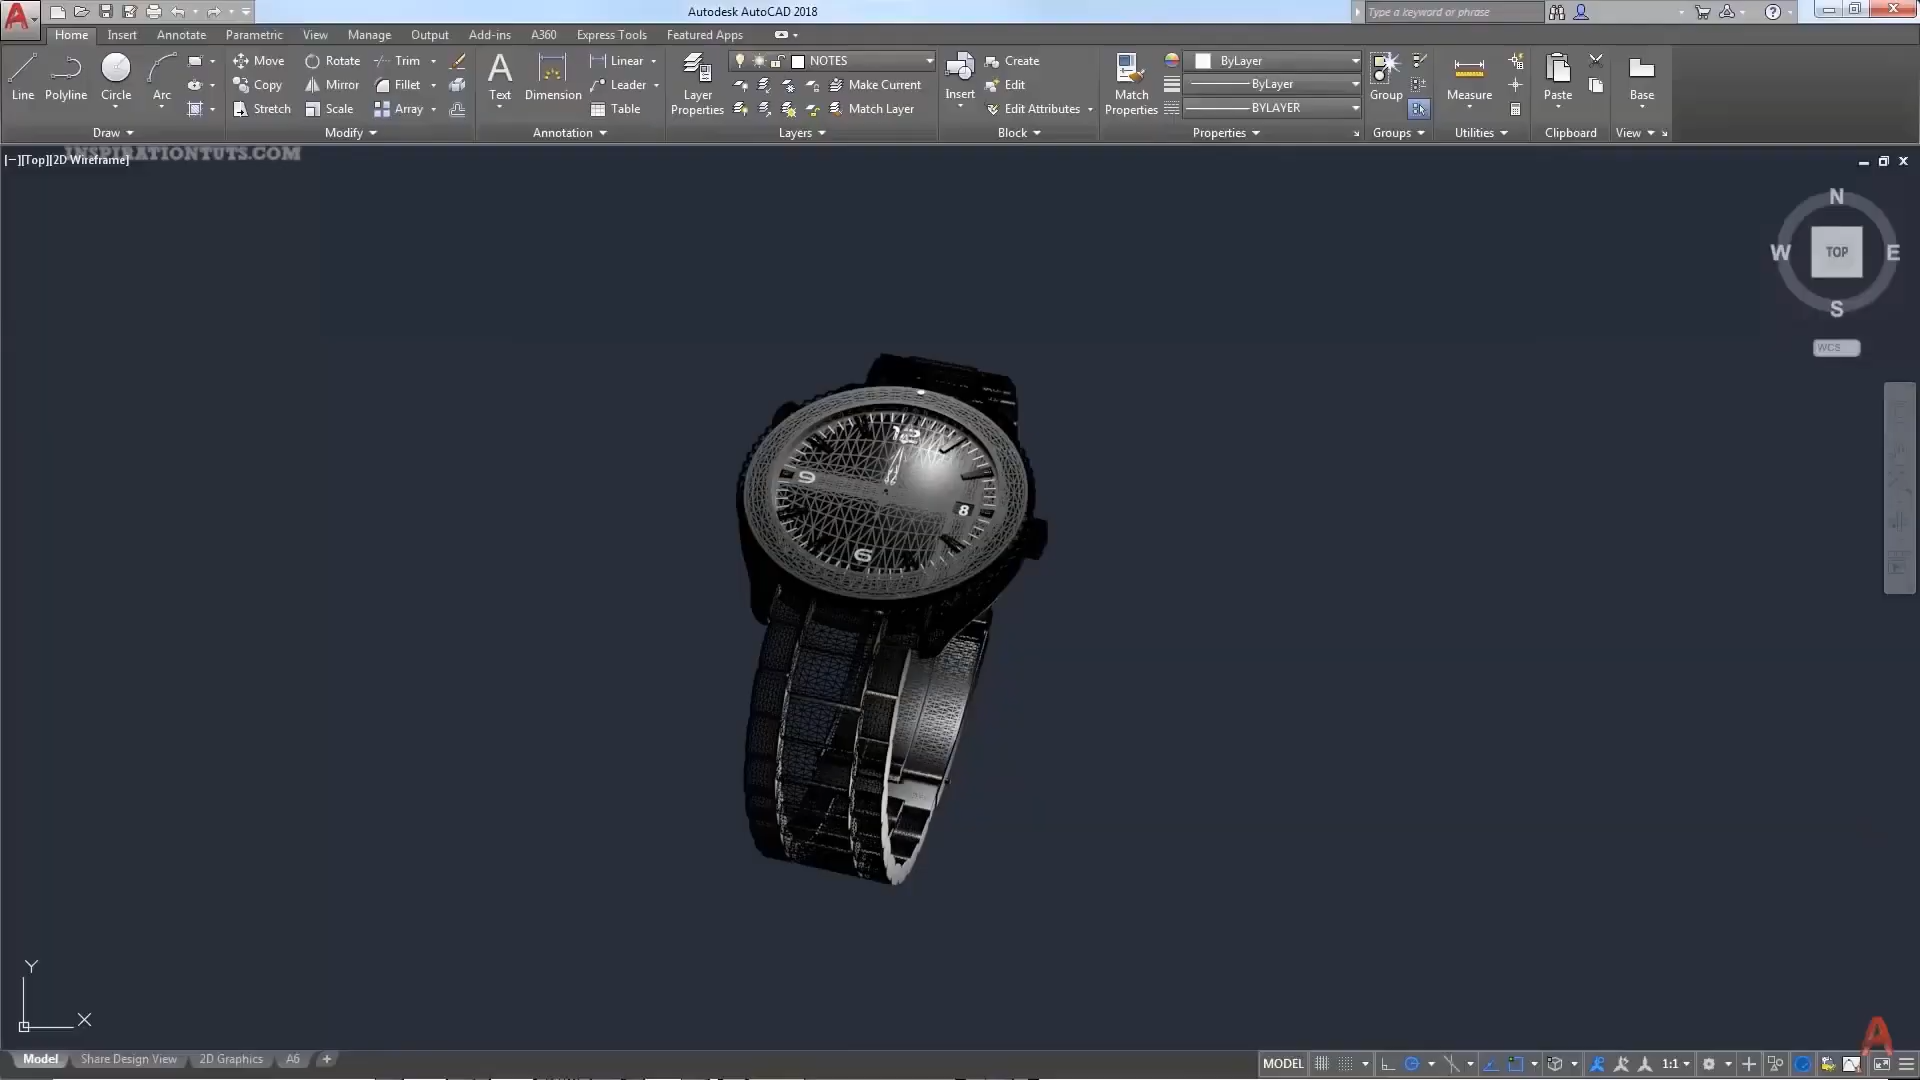 Autodesk AutoCAD 2018
Type a keyword or phrase
Home Insert Annotate Parametric View Manage Output Add-ins A360 Express Tools Featured Apps
Line Polyline Circle Arc
Draw
Move Rotate Trim
Copy Mirror Fillet
Stretch Scale Array
Modify
Text Dimension
Linear
Leader
Table
Annotation
Layer Properties
NOTES
Make Current
Match Layer
Layers
Insert
Create
Edit
Edit Attributes
Block
Match Properties
ByLayer
ByLayer
BYLAYER
Properties
Group
Groups
Measure
Utilities
Paste
Clipboard
Base
View
INSPIRATIONTUTS.COM
[−][Top][2D Wireframe]
N
W TOP E
S
WCS
12
9
8
6
Y
X
Model Share Design View 2D Graphics A6 +
MODEL 1:1